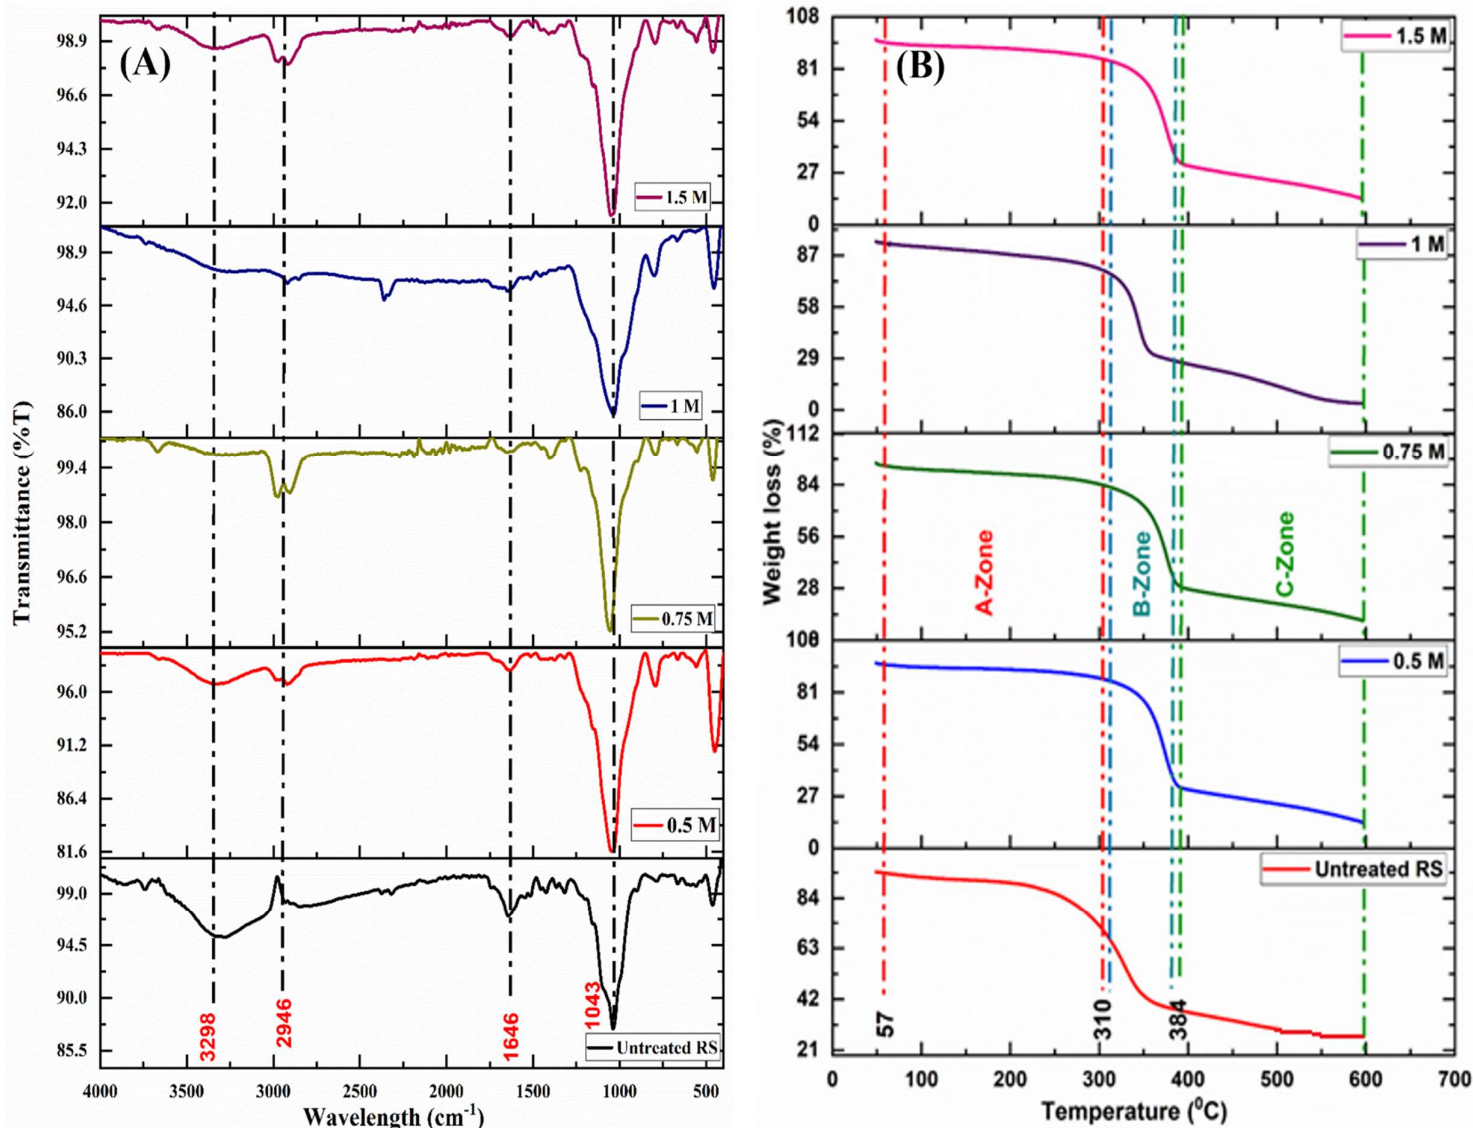 (A)
Transmittance (%T)
98.9
96.6
94.3
92.0
1.5 M
98.9
94.6
90.3
86.0
1 M
99.4
98.0
96.6
95.2
0.75 M
96.0
91.2
86.4
81.6
0.5 M
99.0
94.5
90.0
85.5
3298
2946
1646
1043
Untreated RS
4000 3500 3000 2500 2000 1500 1000 500
Wavelength (cm-1)
(B)
Weight loss (%)
108
81
54
27
0
1.5 M
87
58
29
0
1 M
112
84
56
28
0.75 M
A-Zone
B-Zone
C-Zone
108
81
54
27
0
0.5 M
84
63
42
21
Untreated RS
57
310
384
0 100 200 300 400 500 600 700
Temperature (0C)